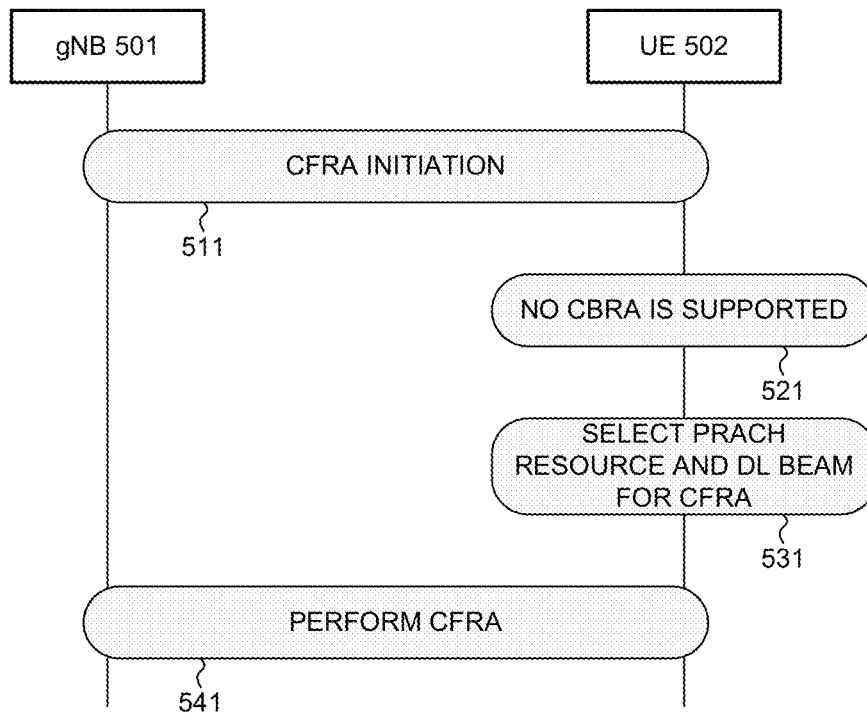 gNB 501
UE 502
CFRA INITIATION
511
NO CBRA IS SUPPORTED
521
SELECT PRACH
RESOURCE AND DL BEAM
FOR CFRA
531
PERFORM CFRA
541